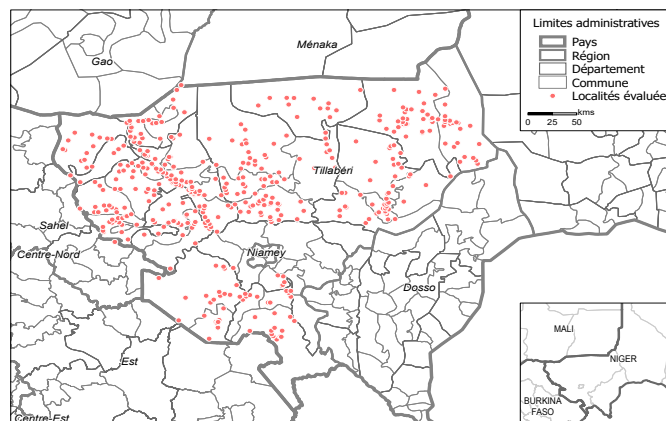 Limites administratives
Pays
Région
Département
Commune
Localités évaluée
kms
0 25 50
Ménaka
Gao
Tillabéri
Sahel
Centre-Nord
Niamey
Dosso
Est
Centre-Est
MALI
NIGER
BURKINA
FASO